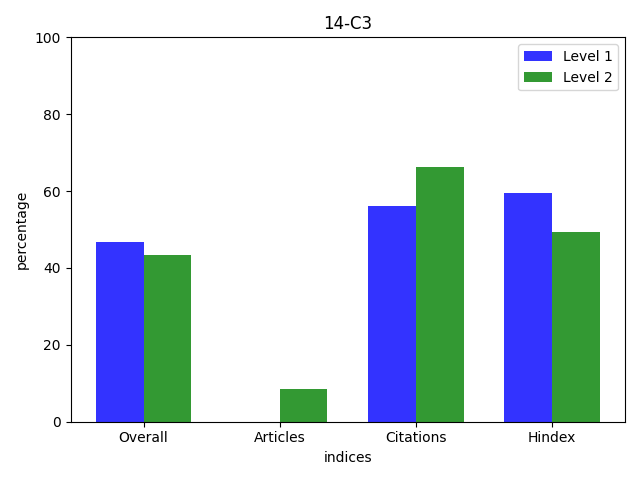 14-C3
100
80
60
40
20
0
percentage
Level 1
Level 2
Overall
Articles
Citations
Hindex
indices